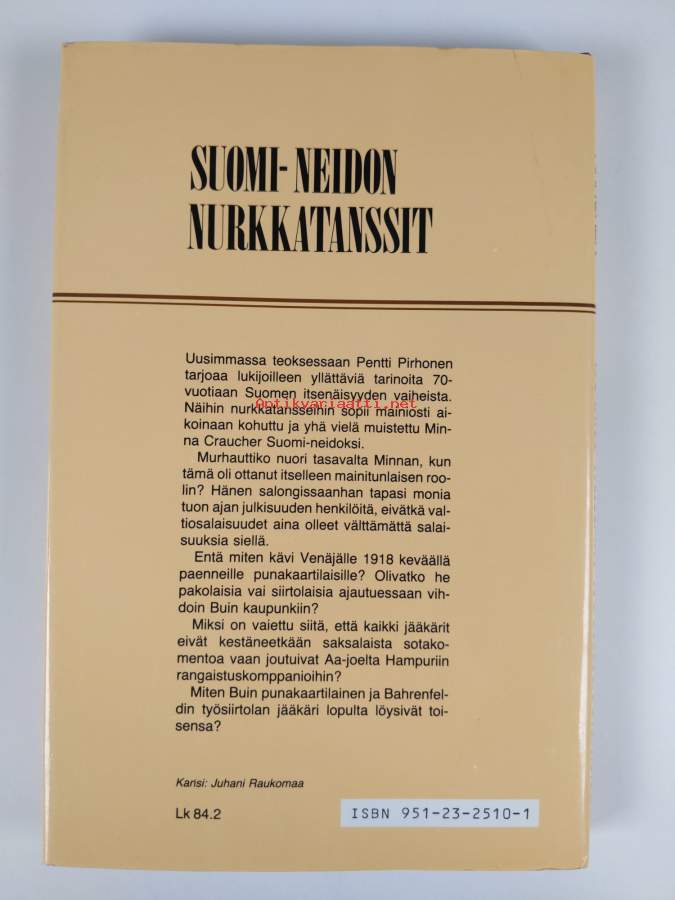 SUOMI-NEIDON
NURKKATANSSIT
Uusimmassa teoksessaan Pentti Pirhonen
tarjoaa lukijoilleen yllättäviä tarinoita 70-
vuotiaan Suomen itsenäisyyden vaiheista.
Antikvariaatti.net
Näihin nurkkatansseihin sopii mainiosti ai-
koinaan kohuttu ja yhä vielä muistettu Min-
na Craucher Suomi-neidoksi.
Murhauttiko nuori tasavalta Minnan, kun
tämä oli ottanut itselleen mainitunlaisen roo-
lin? Hänen salongissaanhan tapasi monia
tuon ajan julkisuuden henkilöitä, eivätkä val-
tiosalaisuudet aina olleet välttämättä salai-
suuksia siellä.
Entä miten kävi Venäjälle 1918 keväällä
paenneille punakaartilaisille? Olivatko he
pakolaisia vai siirtolaisia ajautuessaan vih-
doin Buin kaupunkiin?
Miksi on vaiettu siitä, että kaikki jääkärit
eivät kestäneetkään saksalaista sotako-
mentoa vaan joutuivat Aa-joelta Hampuriin
rangaistuskomppanioihin?
Miten Buin punakaartilainen ja Bahrenfel-
din työsiirtolan jääkäri lopulta löysivät toi-
sensa?
Kansi: Juhani Raukomaa
Lk 84.2
ISBN 951-23-2510-1